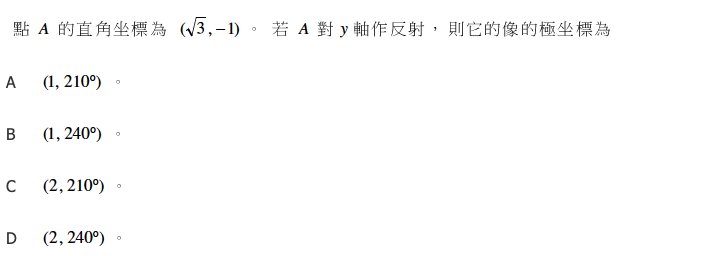 點 A 的直角坐標為 (√3, −1) 。 若 A 對 y 軸作反射， 則它的像的極坐標為
A (1, 210°) 。
B (1, 240°) 。
C (2, 210°) 。
D (2, 240°) 。